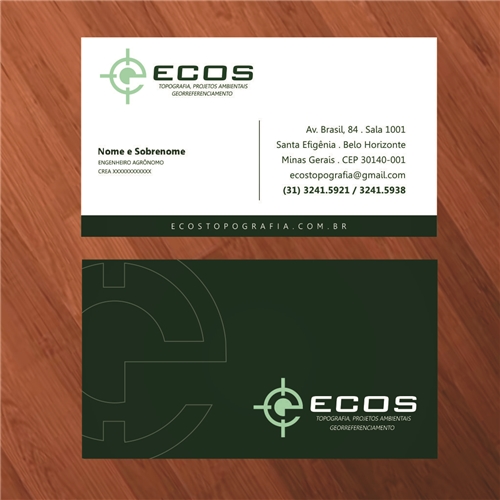 ECOS
TOPOGRAFIA, PROJETOS AMBIENTAIS
GEORREFERENCIAMENTO
Nome e Sobrenome
ENGENHEIRO AGRÔNOMO
CREA XXXXXXXXXXXXX
Av. Brasil, 84 . Sala 1001
Santa Efigênia . Belo Horizonte
Minas Gerais . CEP 30140-001
ecostopografia@gmail.com
(31) 3241.5921 / 3241.5938
ECOSTOPOGRAFIA.COM.BR
ECOS
TOPOGRAFIA, PROJETOS AMBIENTAIS
GEORREFERENCIAMENTO